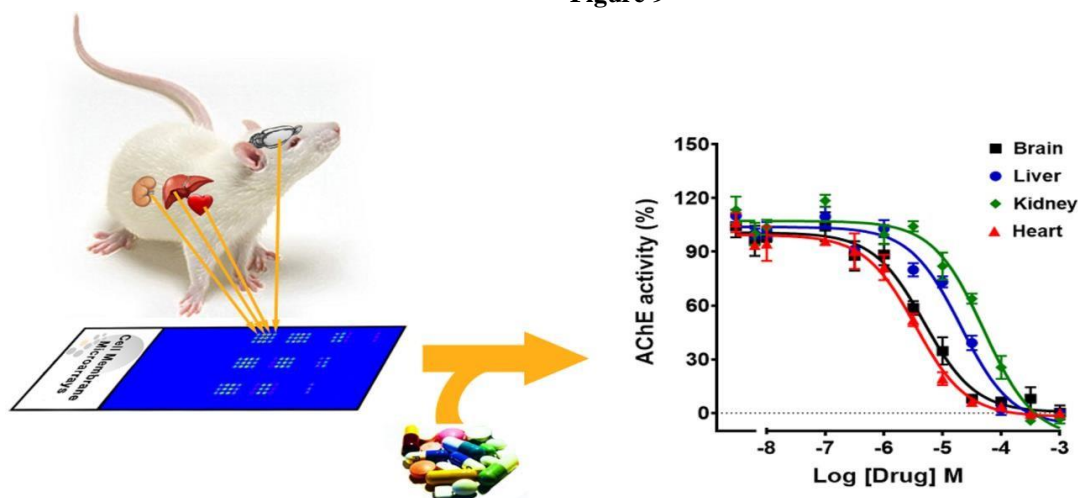 Figure 9
Cell Membrane
Microarrays
AChE activity (%)
150
120
90
60
30
0
-8
-7
-6
-5
-4
-3
Log [Drug] M
Brain
Liver
Kidney
Heart